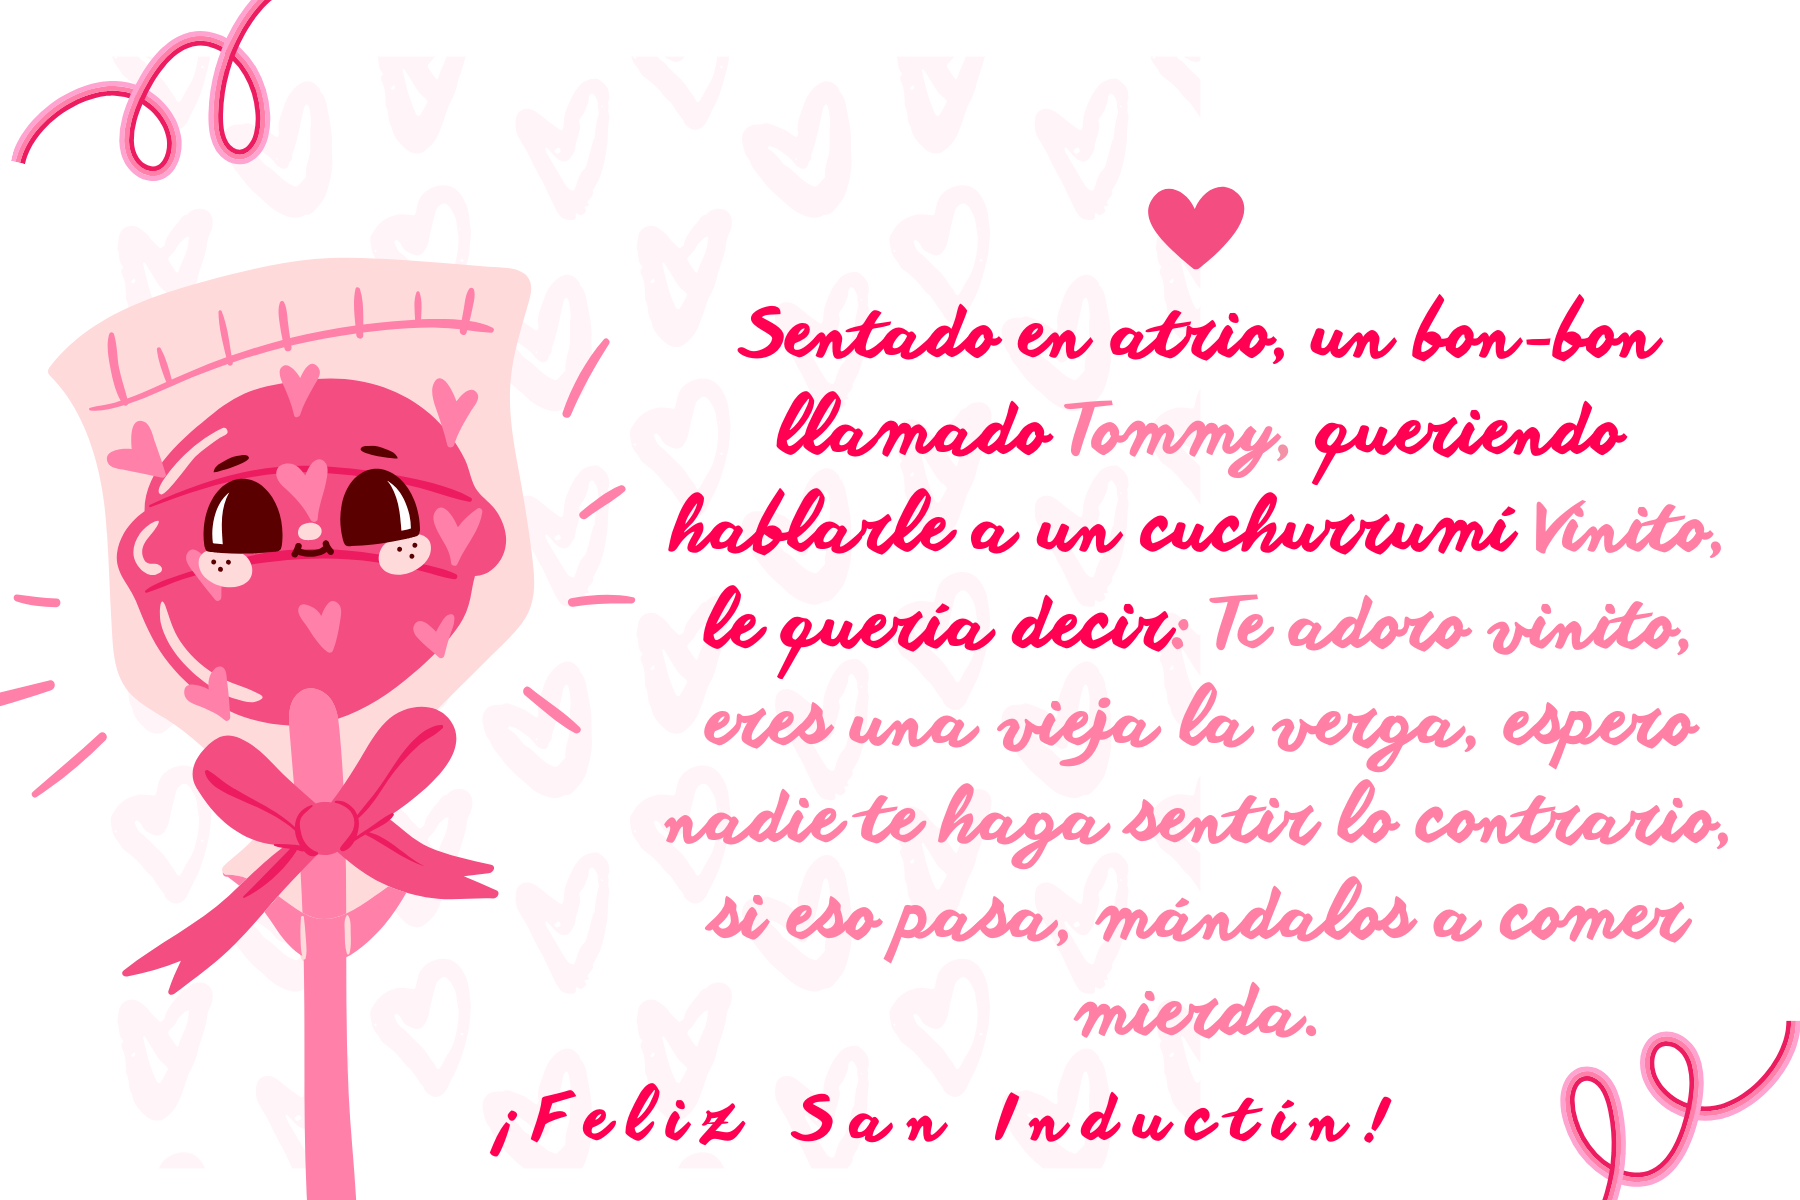 Sentado en atrio, un bon-bon
llamado Tommy, queriendo
hablarle a un cuchurrumí Vinito,
le quería decir: Te adoro vinito,
eres una vieja la verga, espero
nadie te haga sentir lo contrario,
si eso pasa, mándalos a comer
mierda.
¡Feliz San Inductín!